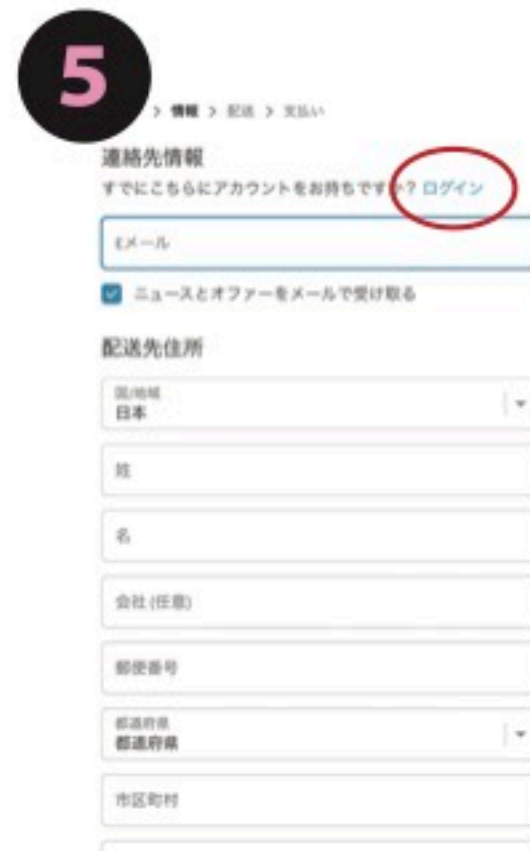 5
> 情報 > 配送 > 支払い
連絡先情報
すでにこちらにアカウントをお持ちですか? ログイン
Eメール
ニュースとオファーをメールで受け取る
配送先住所
国/地域
日本
姓
名
会社 (任意)
郵便番号
都道府県
都道府県
市区町村